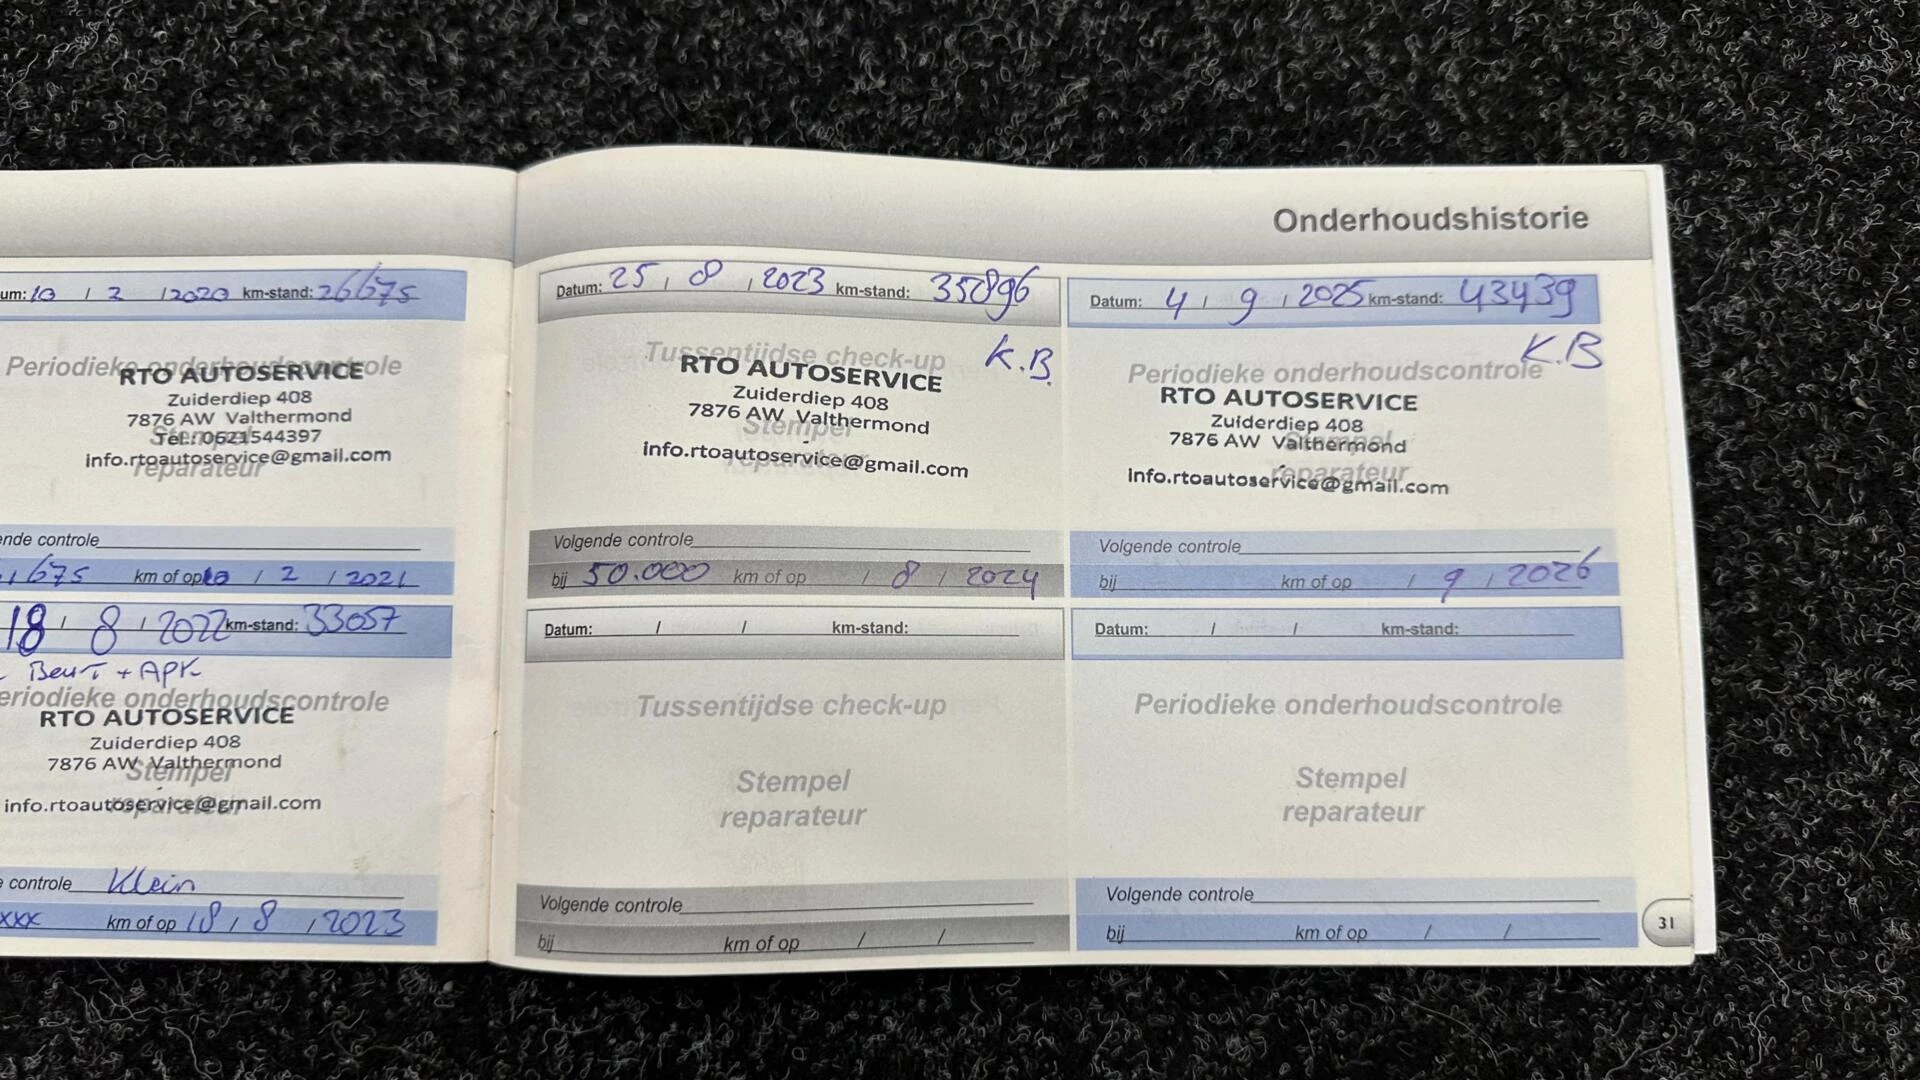 Onderhoudshistorie
um: 10 / 2 / 2020 km-stand: 26675
Periodieke onderhoudscontrole
RTO AUTOSERVICE
Zuiderdiep 408
7876 AW Valthermond
Stempel
Tel.: 0621544397
info.rtoautoservice@gmail.com
reparateur
ende controle
1675 km of op 10 / 2 / 2021
18 / 8 / 2022 km-stand: 33057
Beurt + APK
eriodieke onderhoudscontrole
RTO AUTOSERVICE
Zuiderdiep 408
7876 AW Valthermond
Stempel
info.rtoautoservice@gmail.com
reparateur
e controle Klein
xxx km of op 18 / 8 / 2023
Datum: 25 / 8 / 2023 km-stand: 35896
K.B.
Tussentijdse check-up
RTO AUTOSERVICE
Zuiderdiep 408
7876 AW Valthermond
Stempel
info.rtoautoservice@gmail.com
reparateur
Volgende controle
bij 50.000 km of op / 8 / 2024
Datum: 4 / 9 / 2025 km-stand: 43439
K.B
Periodieke onderhoudscontrole
RTO AUTOSERVICE
Zuiderdiep 408
7876 AW Valthermond
Stempel
reparateur
info.rtoautoservice@gmail.com
Volgende controle
bij km of op / 9 / 2026
Datum: / / km-stand:
Tussentijdse check-up
Stempel
reparateur
Volgende controle
bij km of op / /
Datum: / / km-stand:
Periodieke onderhoudscontrole
Stempel
reparateur
Volgende controle
bij km of op / /
31